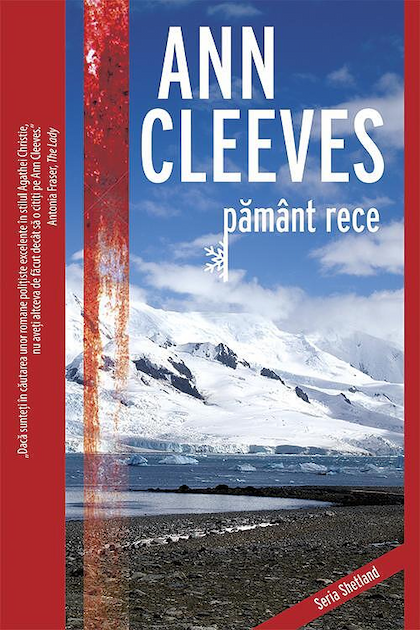 ANN
CLEEVES
pământ rece
„Dacă sunteți în căutarea unor romane polițiste excelente în stilul Agathei Christie,
nu aveți altceva de făcut decât să o citiți pe Ann Cleeves.”
Antonia Fraser, The Lady
Seria Shetland